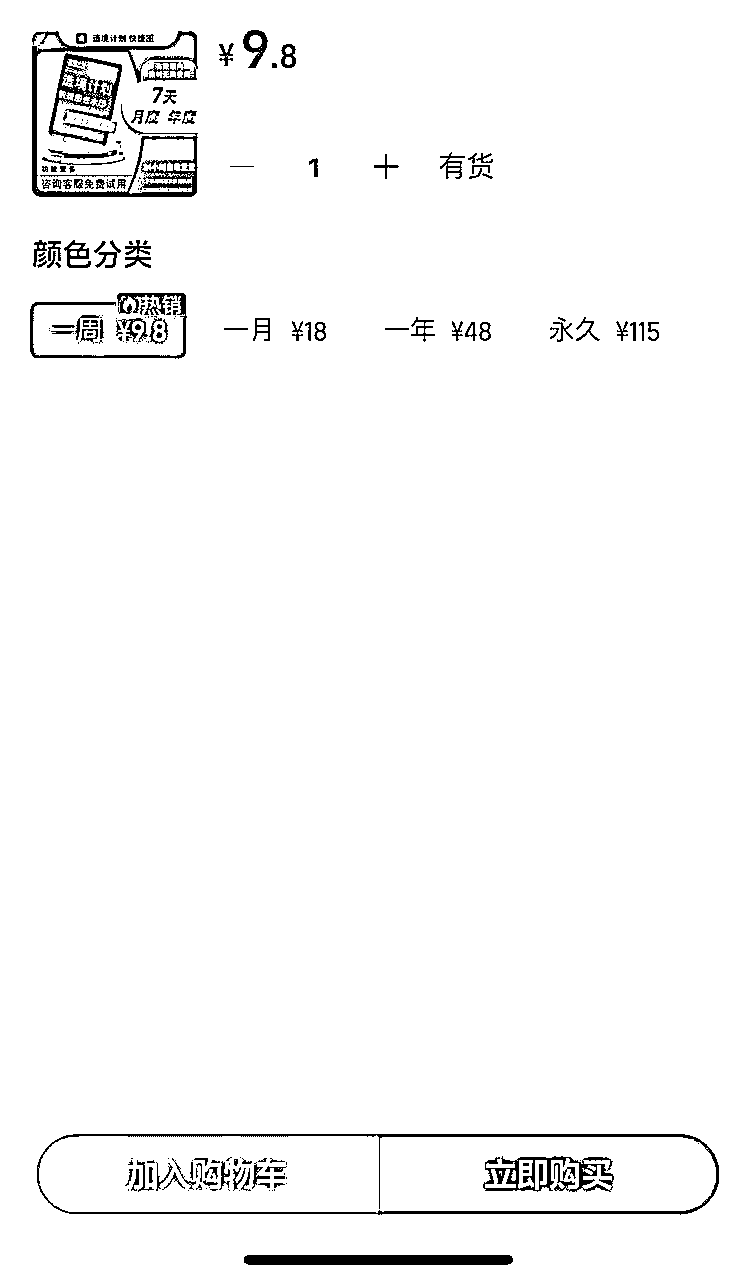 ¥9.8
7天
月度 年度
咨询客服免费试用
1 有货
颜色分类
热销
一周 ¥9.8 一月 ¥18 一年 ¥48 永久 ¥115
加入购物车 立即购买